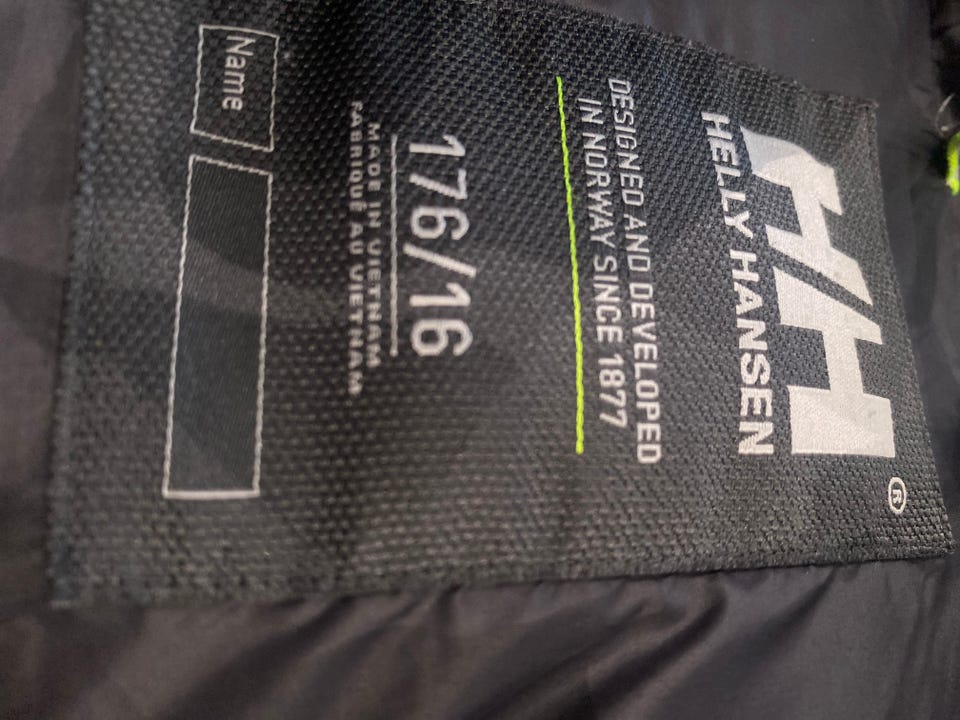 HH®
HELLY HANSEN
DESIGNED AND DEVELOPED
IN NORWAY SINCE 1877
176/16
MADE IN VIETNAM
FABRIQUÉ AU VIETNAM
Name